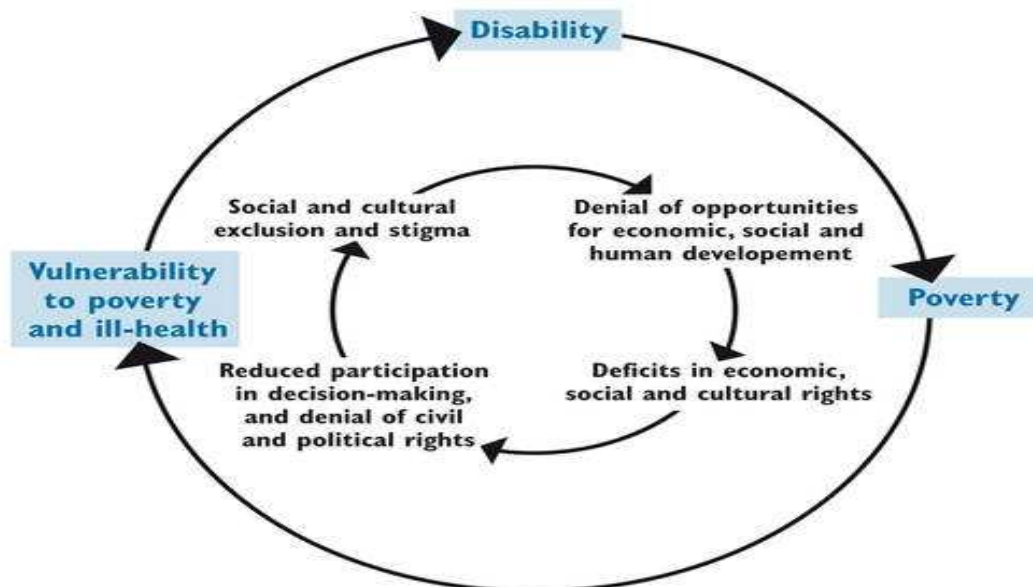 Disability
Social and cultural
exclusion and stigma
Denial of opportunities
for economic, social and
human developement
Vulnerability
to poverty
and ill-health
Poverty
Reduced participation
in decision-making,
and denial of civil
and political rights
Deficits in economic,
social and cultural rights